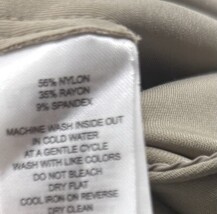 56% NYLON
35% RAYON
9% SPANDEX
MACHINE WASH INSIDE OUT
IN COLD WATER
AT A GENTLE CYCLE
WASH WITH LIKE COLORS
DO NOT BLEACH
DRY FLAT
COOL IRON ON REVERSE
DRY CLEAN